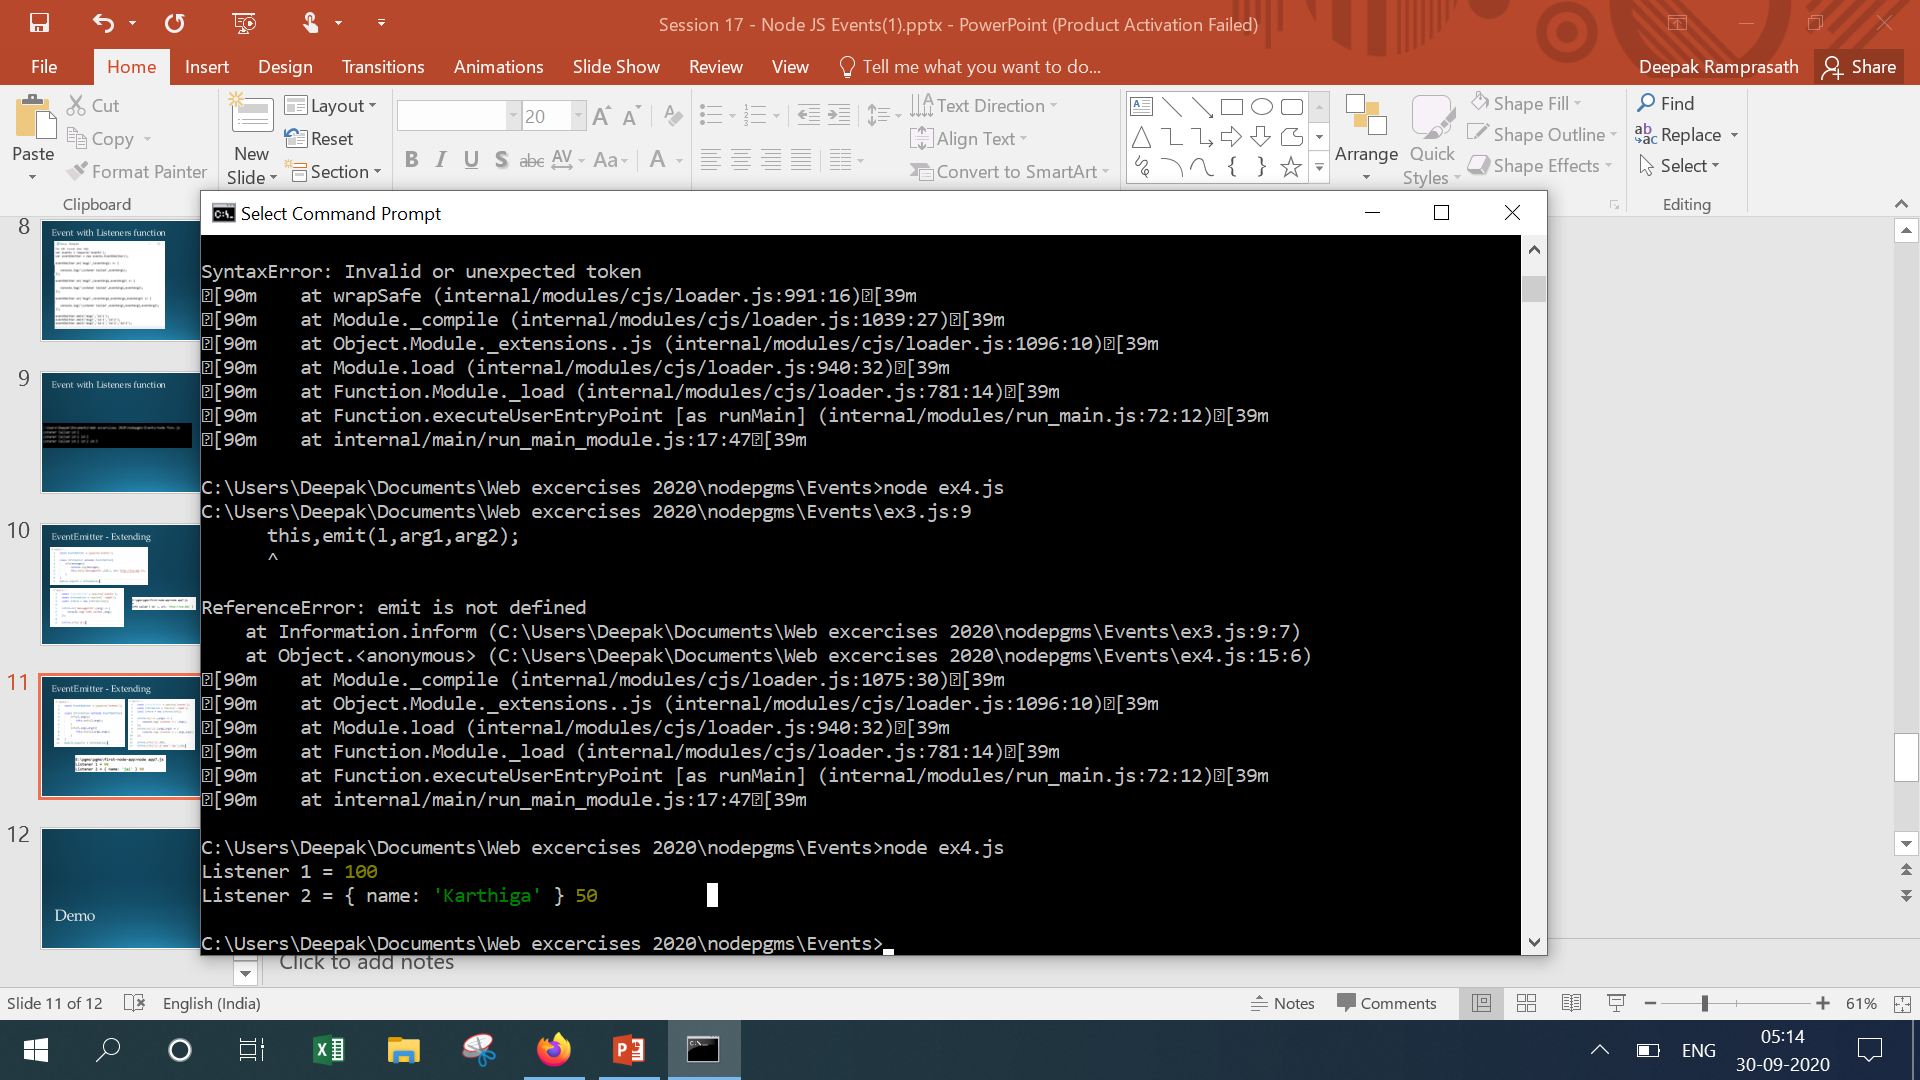 Session 17 - Node JS Events(1).pptx - PowerPoint (Product Activation Failed)
File Home Insert Design Transitions Animations Slide Show Review View Tell me what you want to do... Deepak Ramprasath Share
Paste
Cut
Copy
Format Painter
Clipboard
New
Slide
Layout
Reset
Section
20
B I U S abc AV Aa A
Text Direction
Align Text
Convert to SmartArt
Arrange
Quick
Styles
Shape Fill
Shape Outline
Shape Effects
Find
Replace
Select
Editing
8
Event with Listeners function
9
Event with Listeners function
10
EventEmitter - Extending
11
EventEmitter - Extending
12
Demo
Select Command Prompt
SyntaxError: Invalid or unexpected token
[90m    at wrapSafe (internal/modules/cjs/loader.js:991:16)[39m
[90m    at Module._compile (internal/modules/cjs/loader.js:1039:27)[39m
[90m    at Object.Module._extensions..js (internal/modules/cjs/loader.js:1096:10)[39m
[90m    at Module.load (internal/modules/cjs/loader.js:940:32)[39m
[90m    at Function.Module._load (internal/modules/cjs/loader.js:781:14)[39m
[90m    at Function.executeUserEntryPoint [as runMain] (internal/modules/run_main.js:72:12)[39m
[90m    at internal/main/run_main_module.js:17:47[39m
C:\Users\Deepak\Documents\Web excercises 2020\nodepgms\Events>node ex4.js
C:\Users\Deepak\Documents\Web excercises 2020\nodepgms\Events\ex3.js:9
this,emit(l,arg1,arg2);
^
ReferenceError: emit is not defined
at Information.inform (C:\Users\Deepak\Documents\Web excercises 2020\nodepgms\Events\ex3.js:9:7)
at Object.<anonymous> (C:\Users\Deepak\Documents\Web excercises 2020\nodepgms\Events\ex4.js:15:6)
[90m    at Module._compile (internal/modules/cjs/loader.js:1075:30)[39m
[90m    at Object.Module._extensions..js (internal/modules/cjs/loader.js:1096:10)[39m
[90m    at Module.load (internal/modules/cjs/loader.js:940:32)[39m
[90m    at Function.Module._load (internal/modules/cjs/loader.js:781:14)[39m
[90m    at Function.executeUserEntryPoint [as runMain] (internal/modules/run_main.js:72:12)[39m
[90m    at internal/main/run_main_module.js:17:47[39m
C:\Users\Deepak\Documents\Web excercises 2020\nodepgms\Events>node ex4.js
Listener 1 = 100
Listener 2 = { name: 'Karthiga' } 50
C:\Users\Deepak\Documents\Web excercises 2020\nodepgms\Events>
Click to add notes
Slide 11 of 12 English (India) Notes Comments 61%
ENG
05:14
30-09-2020